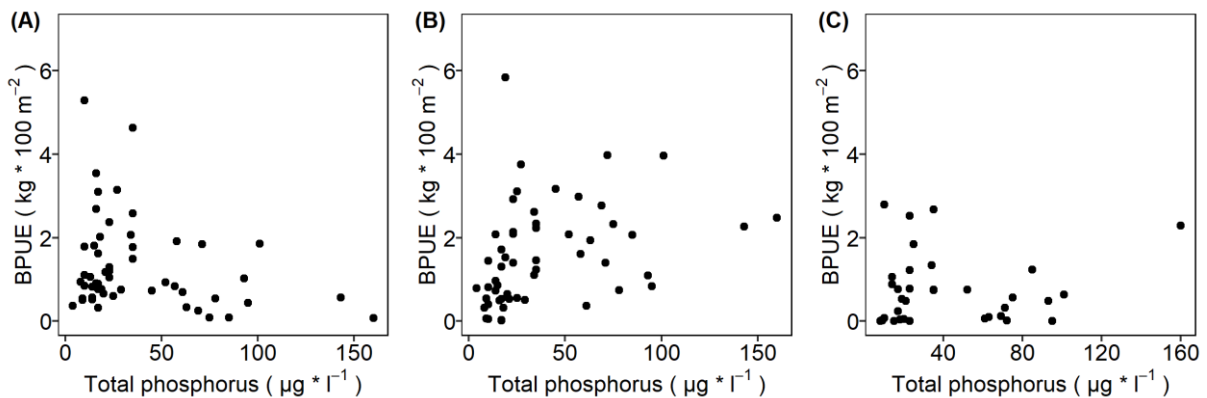 (A)
BPUE ( kg * 100 m⁻²)
6
4
2
0
0 50 100 150
Total phosphorus ( µg * l⁻¹)
(B)
BPUE ( kg * 100 m⁻²)
6
4
2
0
0 50 100 150
Total phosphorus ( µg * l⁻¹)
(C)
BPUE ( kg * 100 m⁻²)
6
4
2
0
40 80 120 160
Total phosphorus ( µg * l⁻¹)